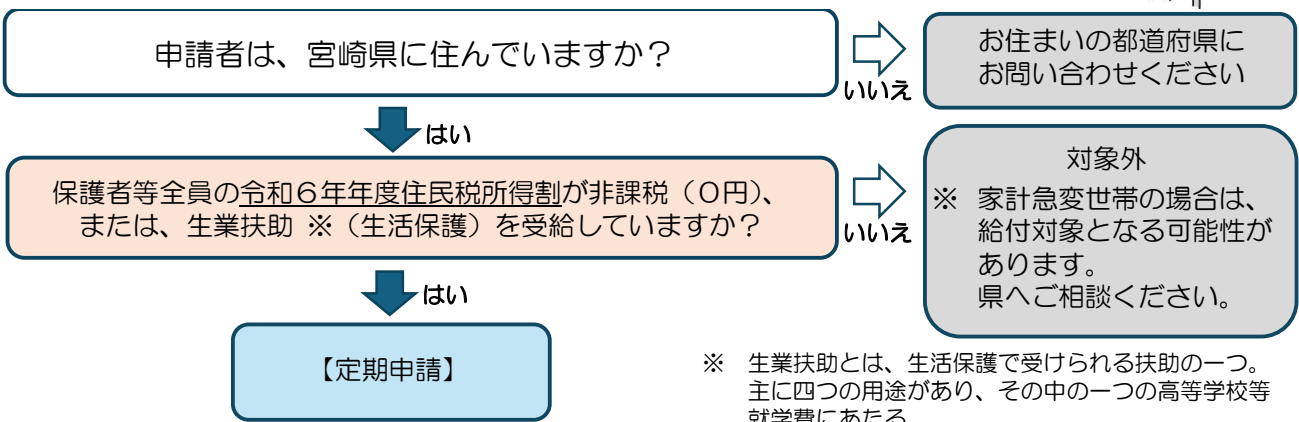 申請者は、宮崎県に住んでいますか？
いいえ
お住まいの都道府県に
お問い合わせください
はい
保護者等全員の令和６年年度住民税所得割が非課税（０円）、
または、生業扶助 ※（生活保護）を受給していますか？
いいえ
対象外
※ 家計急変世帯の場合は、
給付対象となる可能性が
あります。
県へご相談ください。
はい
【定期申請】
※ 生業扶助とは、生活保護で受けられる扶助の一つ。
主に四つの用途があり、その中の一つの高等学校等
就学費にあたる